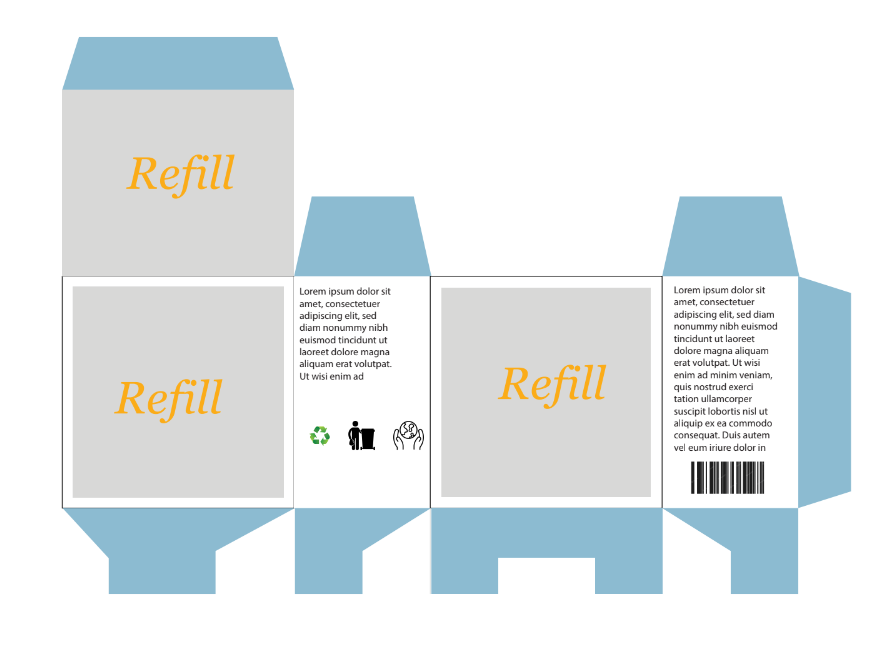 Refill
Refill
Lorem ipsum dolor sit
amet, consectetuer
adipiscing elit, sed
diam nonummy nibh
euismod tincidunt ut
laoreet dolore magna
aliquam erat volutpat.
Ut wisi enim ad
Refill
Lorem ipsum dolor sit
amet, consectetuer
adipiscing elit, sed diam
nonummy nibh euismod
tincidunt ut laoreet
dolore magna aliquam
erat volutpat. Ut wisi
enim ad minim veniam,
quis nostrud exerci
tation ullamcorper
suscipit lobortis nisl ut
aliquip ex ea commodo
consequat. Duis autem
vel eum iriure dolor in